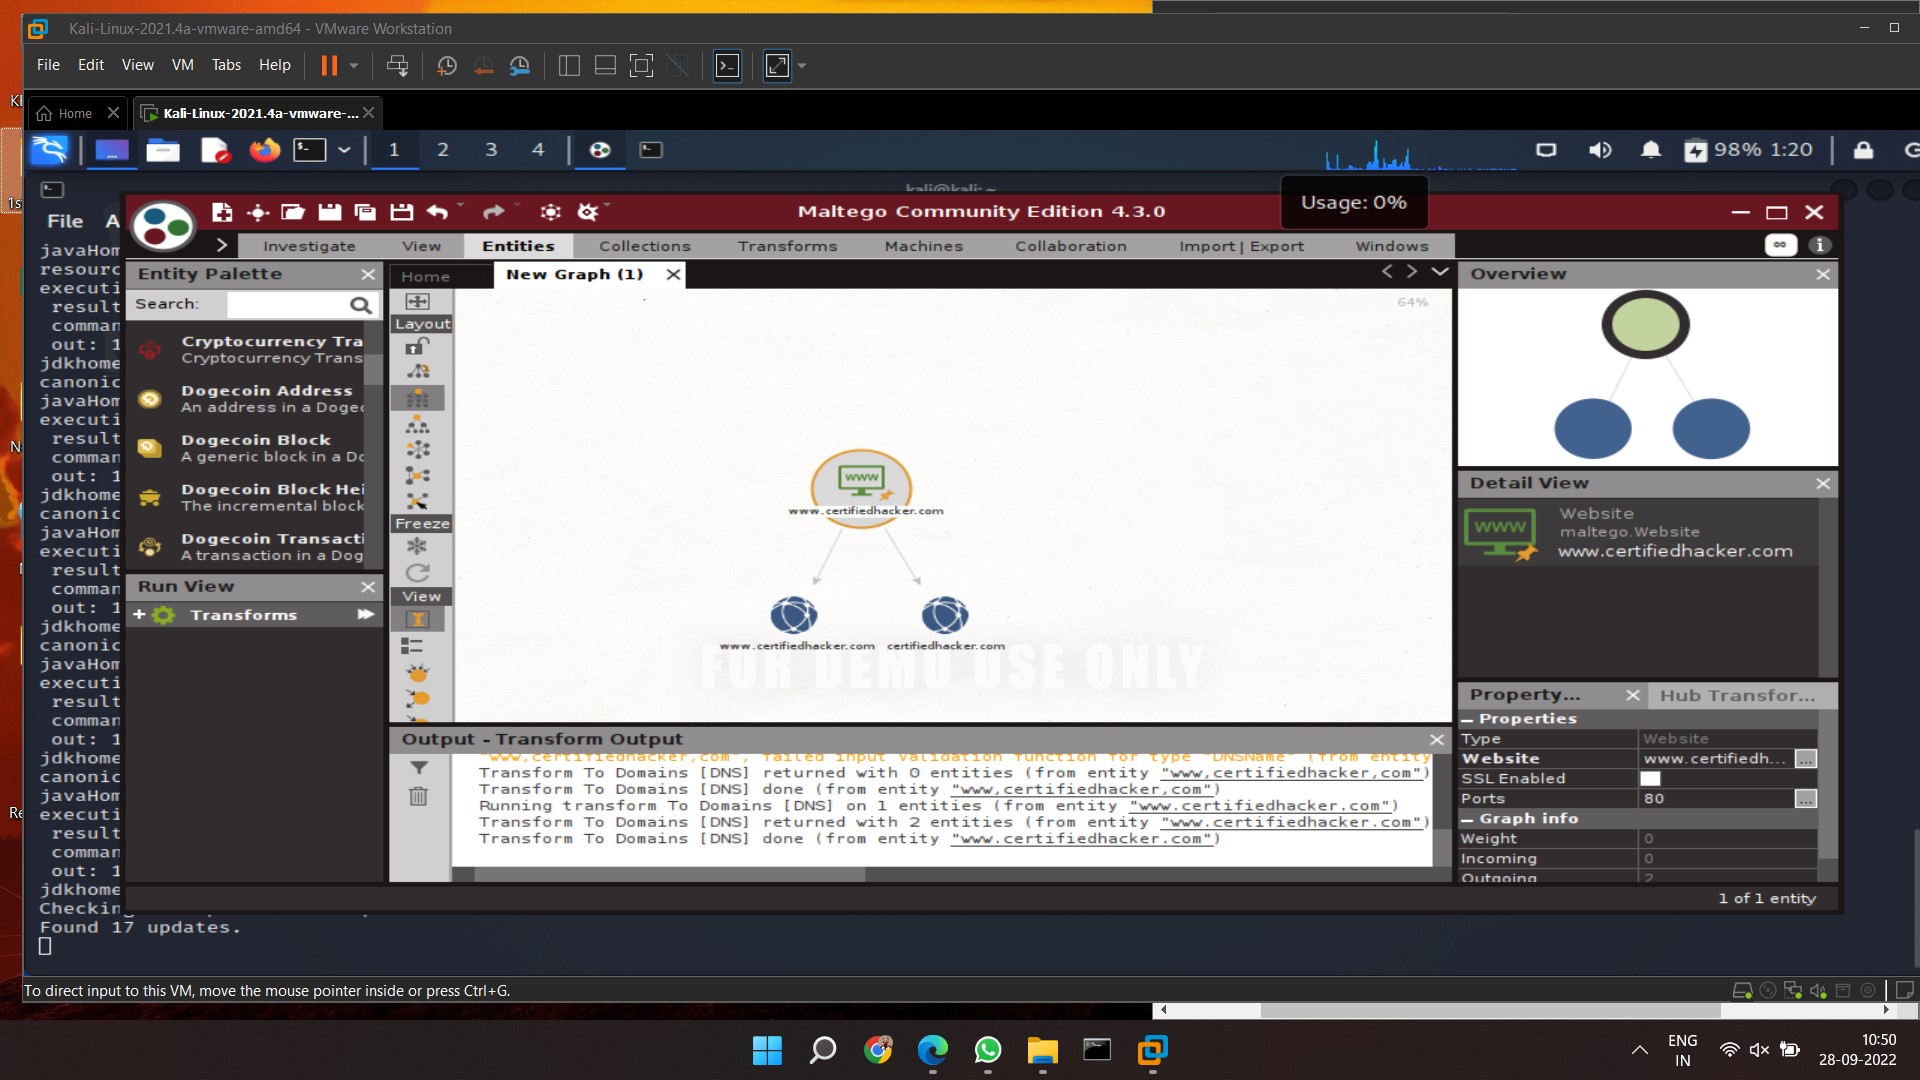 Kali-Linux-2021.4a-vmware-amd64 - VMware Workstation
File Edit View VM Tabs Help
Home
Kali-Linux-2021.4a-vmware-...
1 2 3 4
98% 1:20
kali@kali: ~
File A
Maltego Community Edition 4.3.0
Usage: 0%
Investigate View Entities Collections Transforms Machines Collaboration Import | Export Windows
Entity Palette
Search:
Cryptocurrency Tra
Cryptocurrency Trans
Dogecoin Address
An address in a Doge
Dogecoin Block
A generic block in a Do
Dogecoin Block Hei
The incremental block
Dogecoin Transacti
A transaction in a Dog
Run View
Transforms
Home
New Graph (1)
64%
Layout
Freeze
View
www
www.certifiedhacker.com
www.certifiedhacker.com certifiedhacker.com
FOR DEMO USE ONLY
Overview
Detail View
www
Website
maltego.Website
www.certifiedhacker.com
Property...
Hub Transfor...
Properties
Type Website
Website www.certifiedh...
SSL Enabled
Ports 80
Graph info
Weight 0
Incoming 0
Outgoing 2
1 of 1 entity
Output - Transform Output
"www,certifiedhacker,com", failed input validation function for type "DNSName" (from entity
Transform To Domains [DNS] returned with 0 entities (from entity "www,certifiedhacker,com")
Transform To Domains [DNS] done (from entity "www,certifiedhacker,com")
Running transform To Domains [DNS] on 1 entities (from entity "www.certifiedhacker.com")
Transform To Domains [DNS] returned with 2 entities (from entity "www.certifiedhacker.com")
Transform To Domains [DNS] done (from entity "www.certifiedhacker.com")
javaHom
resourc
executi
result
comman
out: 1
jdkhome
canonic
javaHom
executi
result
comman
out: 1
jdkhome
canonic
javaHom
executi
result
comman
out: 1
jdkhome
canonic
javaHom
executi
result
comman
out: 1
jdkhome
canonic
javaHom
executi
result
comman
out: 1
jdkhome
Checking
Found 17 updates.
To direct input to this VM, move the mouse pointer inside or press Ctrl+G.
ENG
IN
10:50
28-09-2022